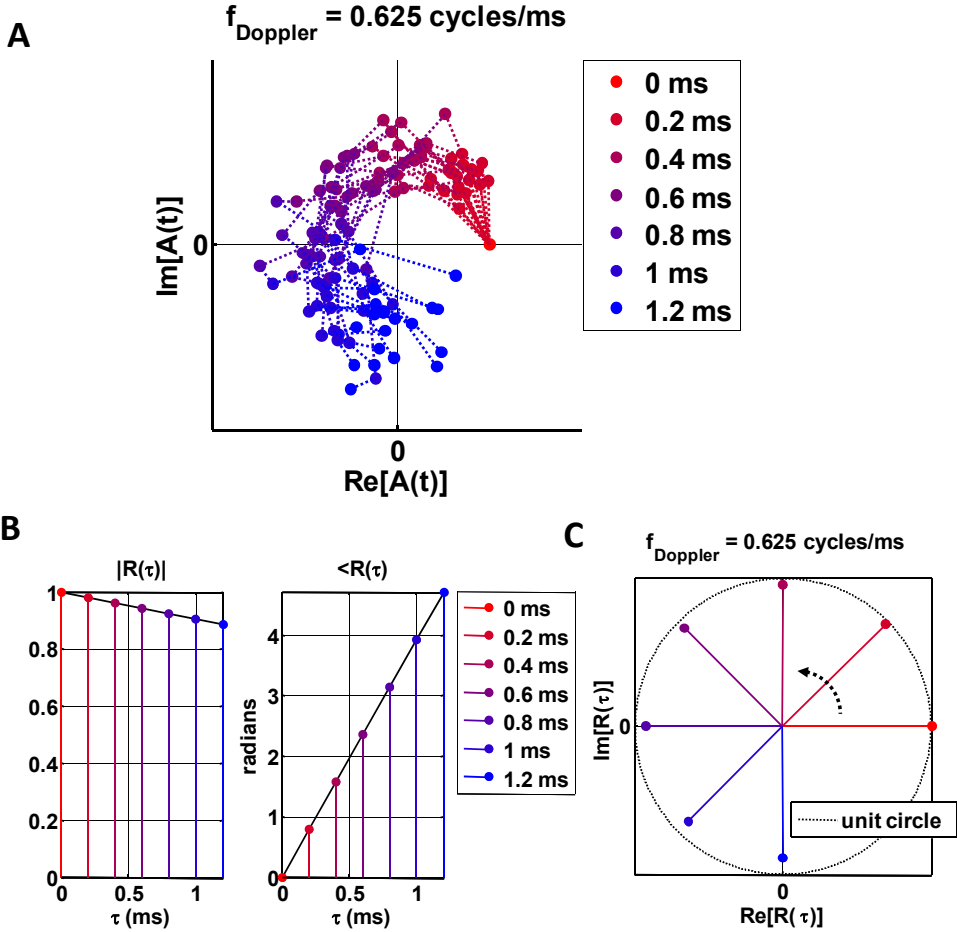 A
f_Doppler = 0.625 cycles/ms
Im[A(t)]
0
0
Re[A(t)]
0 ms
0.2 ms
0.4 ms
0.6 ms
0.8 ms
1 ms
1.2 ms
B
|R(τ)|
1
0.8
0.6
0.4
0.2
0
0 0.5 1
τ (ms)
<R(τ)
radians
4
3
2
1
0
0 0.5 1
τ (ms)
0 ms
0.2 ms
0.4 ms
0.6 ms
0.8 ms
1 ms
1.2 ms
C
f_Doppler = 0.625 cycles/ms
Im[R(τ)]
0
unit circle
0
Re[R(τ)]